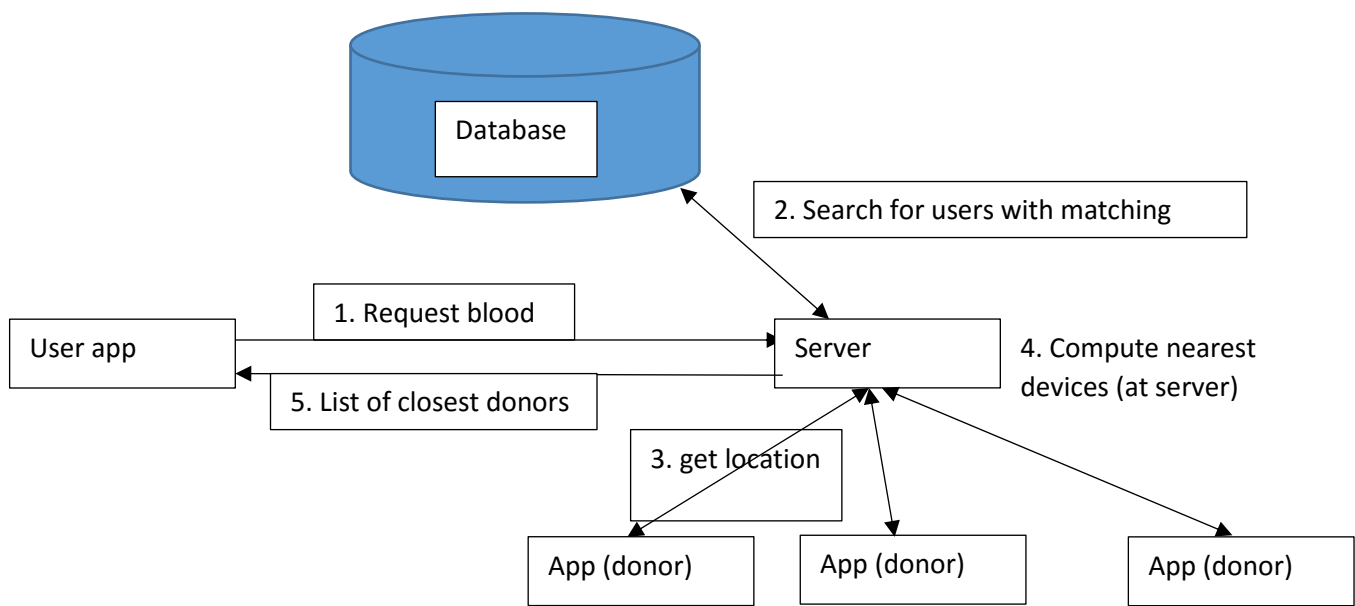 Database
2. Search for users with matching
1. Request blood
User app
Server
4. Compute nearest
devices (at server)
5. List of closest donors
3. get location
App (donor)
App (donor)
App (donor)